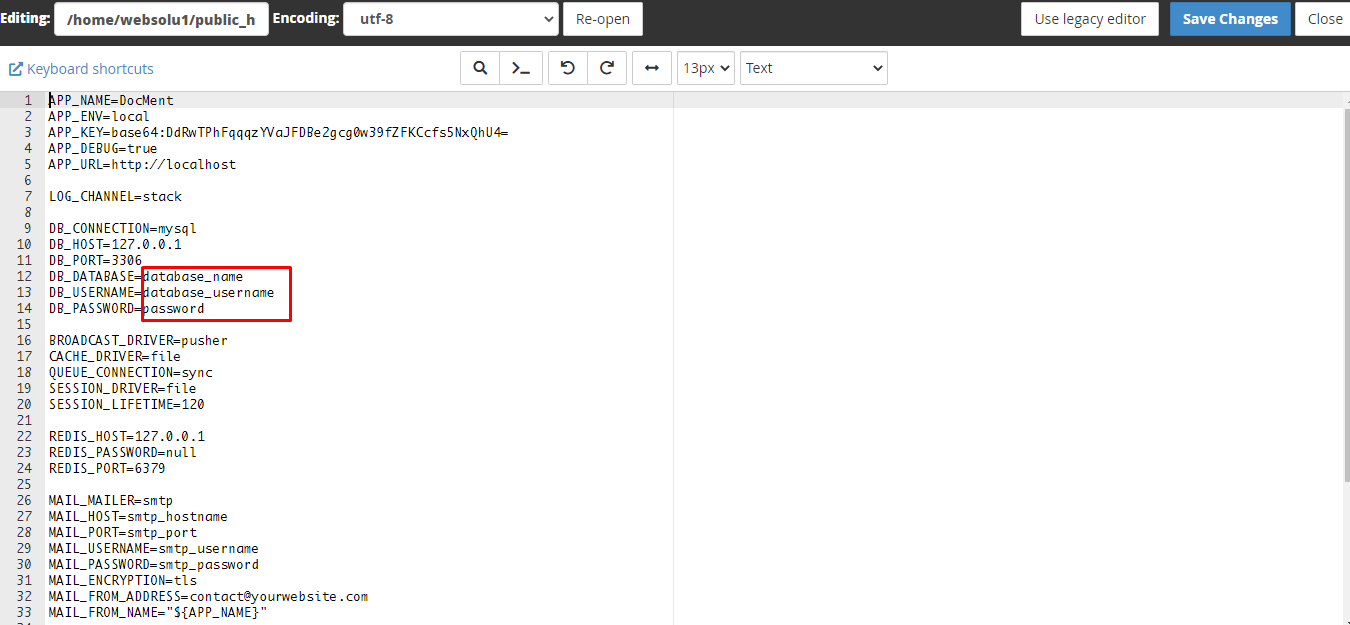 Editing: /home/websolu1/public_h Encoding: utf-8 Re-open Use legacy editor Save Changes Close
Keyboard shortcuts 13px Text
1 APP_NAME=DocMent
2 APP_ENV=local
3 APP_KEY=base64:DdRwTPhFqqqzYVaJFDBe2gcg0w39fZFKCcfs5NxQhU4=
4 APP_DEBUG=true
5 APP_URL=http://localhost
6
7 LOG_CHANNEL=stack
8
9 DB_CONNECTION=mysql
10 DB_HOST=127.0.0.1
11 DB_PORT=3306
12 DB_DATABASE=database_name
13 DB_USERNAME=database_username
14 DB_PASSWORD=password
15
16 BROADCAST_DRIVER=pusher
17 CACHE_DRIVER=file
18 QUEUE_CONNECTION=sync
19 SESSION_DRIVER=file
20 SESSION_LIFETIME=120
21
22 REDIS_HOST=127.0.0.1
23 REDIS_PASSWORD=null
24 REDIS_PORT=6379
25
26 MAIL_MAILER=smtp
27 MAIL_HOST=smtp_hostname
28 MAIL_PORT=smtp_port
29 MAIL_USERNAME=smtp_username
30 MAIL_PASSWORD=smtp_password
31 MAIL_ENCRYPTION=tls
32 MAIL_FROM_ADDRESS=contact@yourwebsite.com
33 MAIL_FROM_NAME="${APP_NAME}"